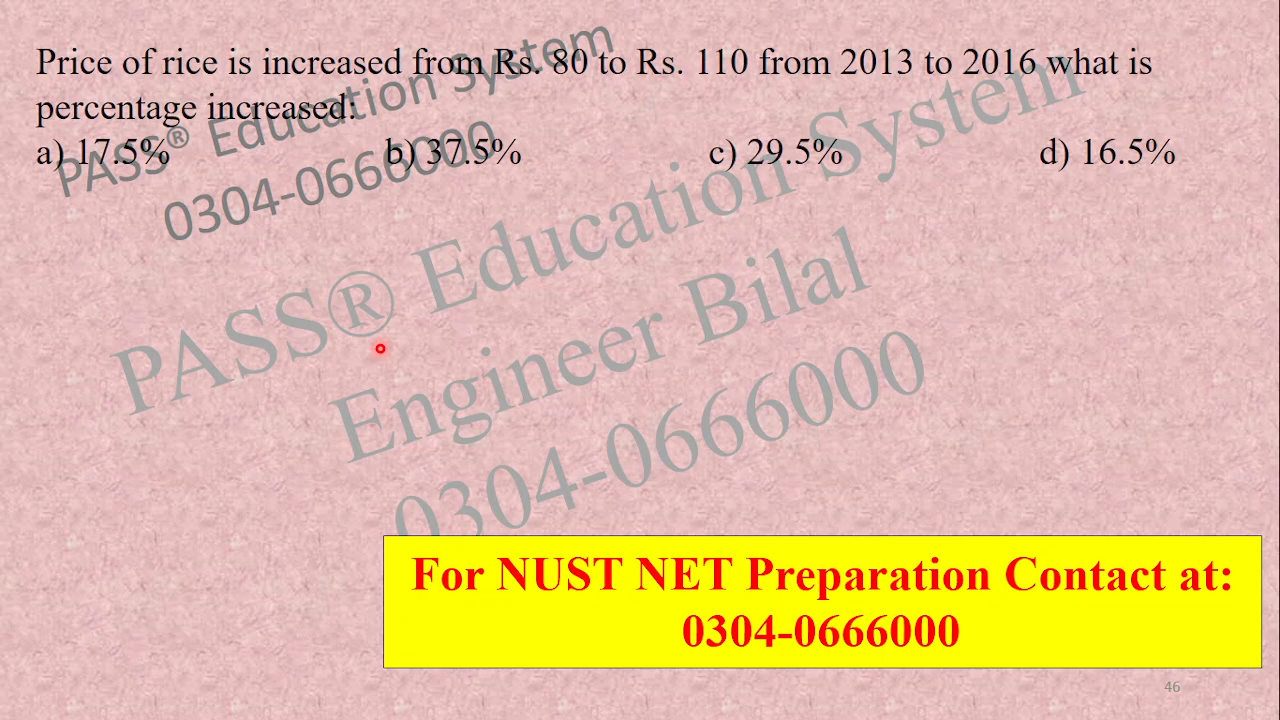 Price of rice is increased from Rs. 80 to Rs. 110 from 2013 to 2016 what is
percentage increased:
a) 17.5% b) 37.5% c) 29.5% d) 16.5%
PASS® Education System
0304-0666000
PASS® Education System
Engineer Bilal
0304-0666000
For NUST NET Preparation Contact at:
0304-0666000
46